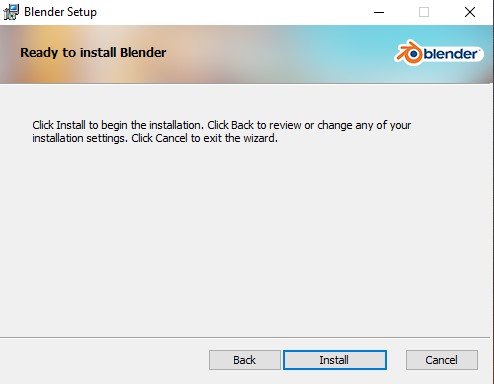 Blender Setup
Ready to install Blender
blender
Click Install to begin the installation. Click Back to review or change any of your
installation settings. Click Cancel to exit the wizard.
Back
Install
Cancel